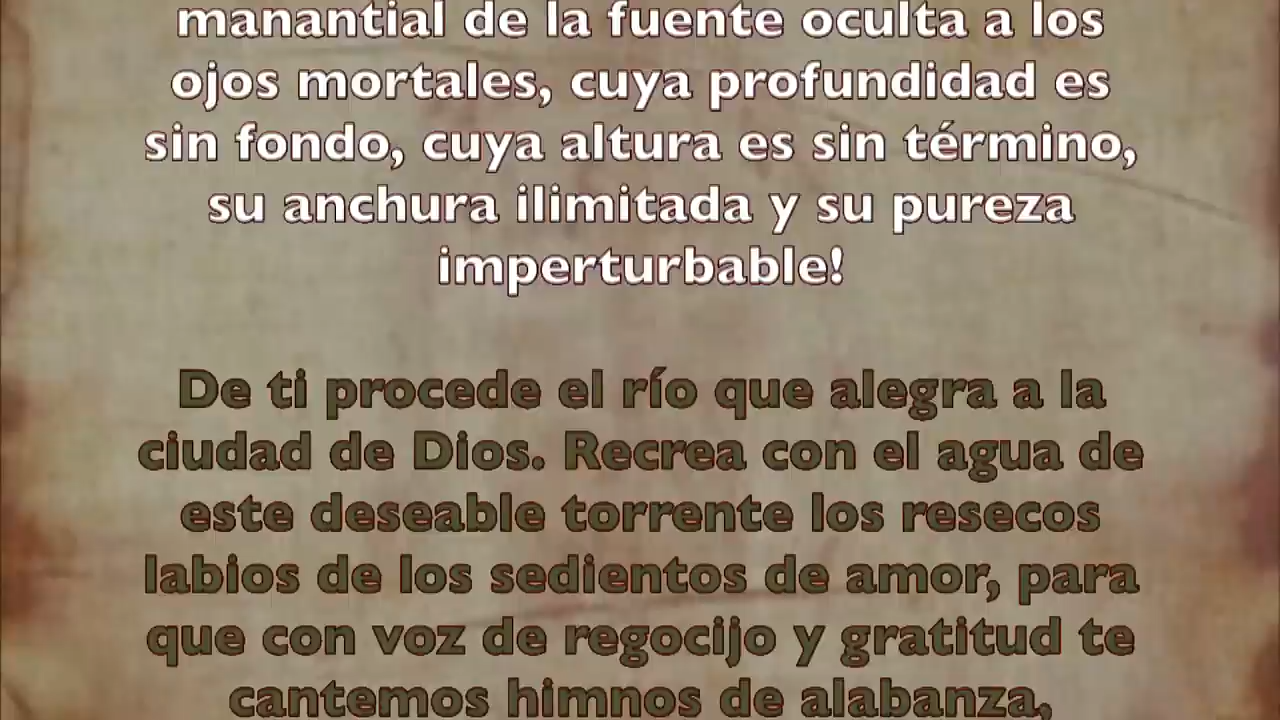 manantial de la fuente oculta a los
ojos mortales, cuya profundidad es
sin fondo, cuya altura es sin término,
su anchura ilimitada y su pureza
imperturbable!
De ti procede el río que alegra a la
ciudad de Dios. Recrea con el agua de
este deseable torrente los resecos
labios de los sedientos de amor, para
que con voz de regocijo y gratitud te
cantemos himnos de alabanza,